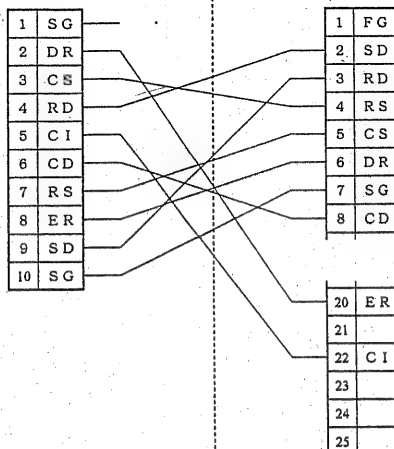 1 SG
2 DR
3 CS
4 RD
5 CI
6 CD
7 RS
8 ER
9 SD
10 SG
1 FG
2 SD
3 RD
4 RS
5 CS
6 DR
7 SG
8 CD
20 ER
21
22 CI
23
24
25